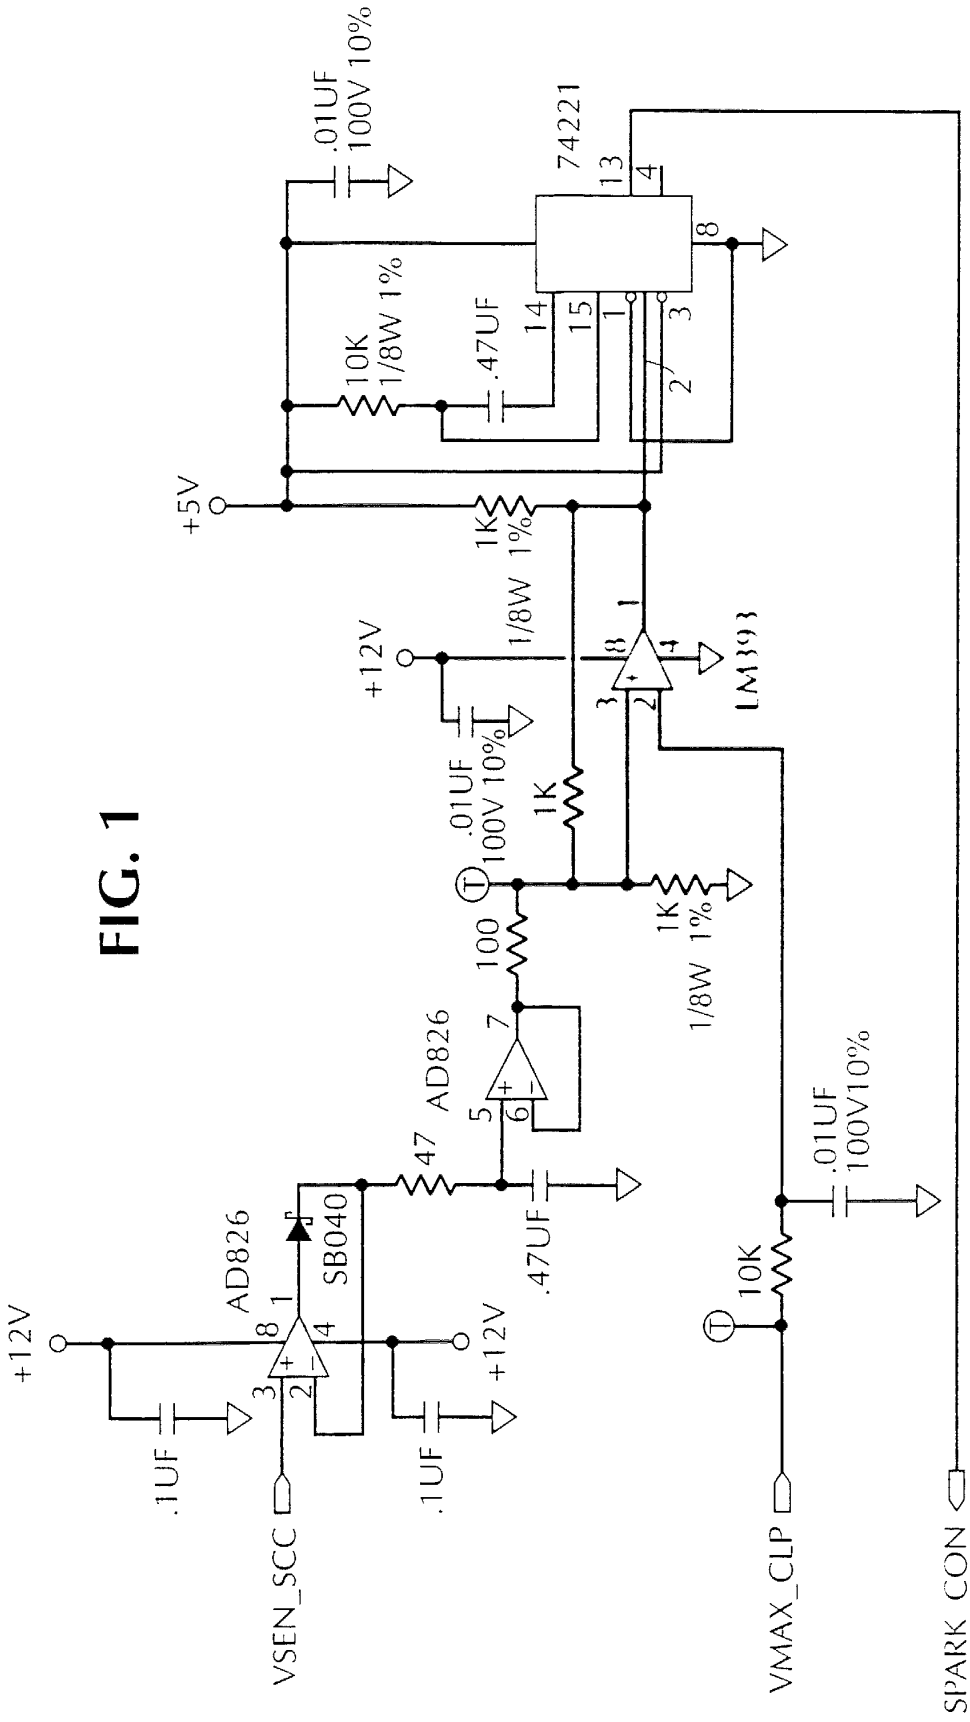 FIG. 1
+12V
.1UF
VSEN_SCC
3
2
+
−
8
4
1
AD826
SB040
.1UF
+12V
47
.47UF
5
6
+
−
7
AD826
100
T
.01UF
100V 10%
+12V
1K
1K
1/8W 1%
3
2
+
8
4
1
LM393
+5V
1K
1/8W 1%
10K
1/8W 1%
.47UF
.01UF
100V 10%
14
15
1
2
3
74221
13
4
8
VMAX_CLP
T
10K
.01UF
100V10%
SPARK CON